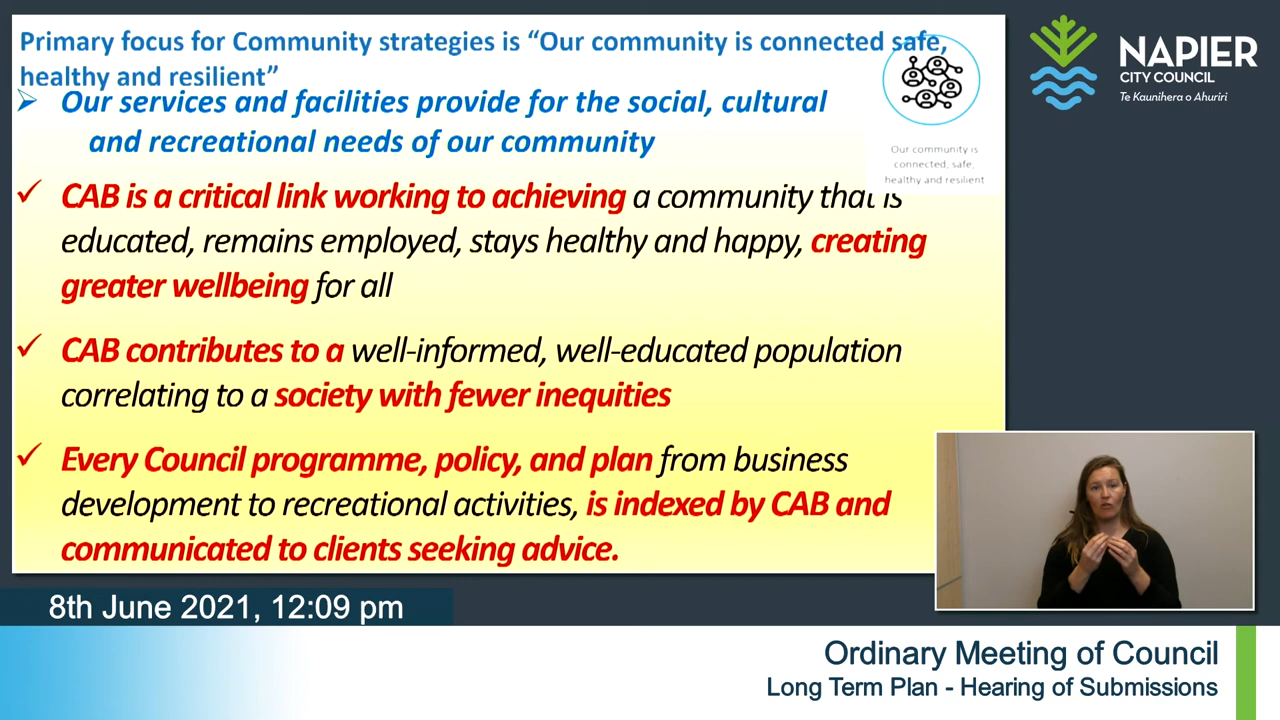 Primary focus for Community strategies is “Our community is connected safe,
healthy and resilient”
➢ Our services and facilities provide for the social, cultural
and recreational needs of our community
Our community is
connected, safe,
healthy and resilient
✓ CAB is a critical link working to achieving a community that is
educated, remains employed, stays healthy and happy, creating
greater wellbeing for all
✓ CAB contributes to a well-informed, well-educated population
correlating to a society with fewer inequities
✓ Every Council programme, policy, and plan from business
development to recreational activities, is indexed by CAB and
communicated to clients seeking advice.
NAPIER
CITY COUNCIL
Te Kaunihera o Ahuriri
8th June 2021, 12:09 pm
Ordinary Meeting of Council
Long Term Plan - Hearing of Submissions